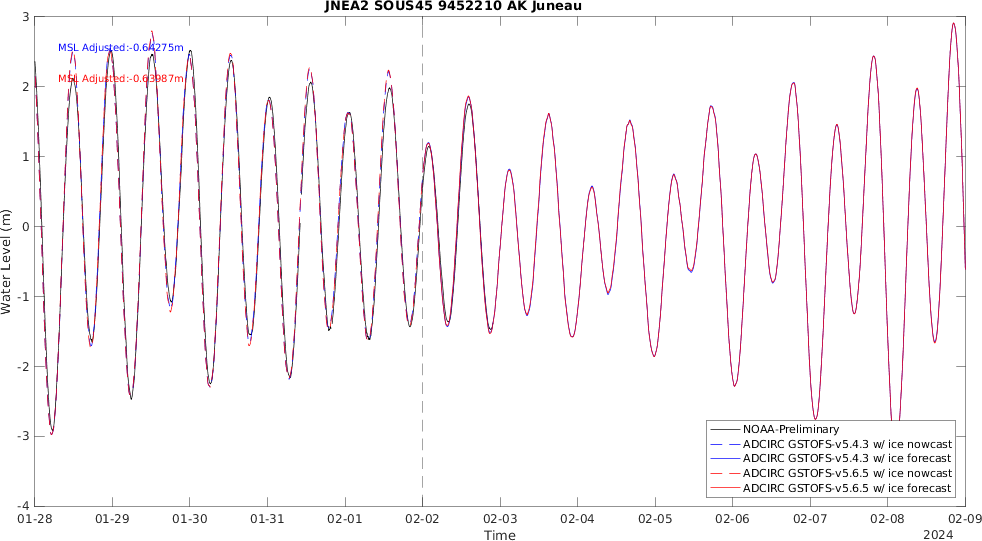 JNEA2 SOUS45 9452210 AK Juneau
3
2
1
0
-1
-2
-3
-4
Water Level (m)
MSL Adjusted:-0.64275m
MSL Adjusted:-0.63987m
NOAA-Preliminary
ADCIRC GSTOFS-v5.4.3 w/ ice nowcast
ADCIRC GSTOFS-v5.4.3 w/ ice forecast
ADCIRC GSTOFS-v5.6.5 w/ ice nowcast
ADCIRC GSTOFS-v5.6.5 w/ ice forecast
01-28 01-29 01-30 01-31 02-01 02-02 02-03 02-04 02-05 02-06 02-07 02-08 02-09
Time
2024